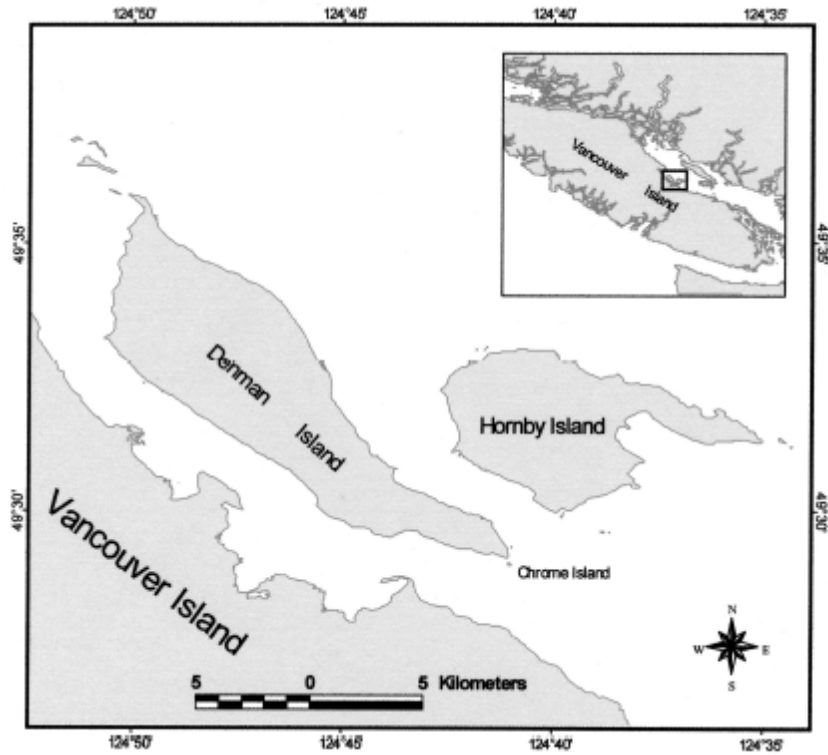 124°50' 124°45' 124°40' 124°35'
Vancouver
Island
49°35' 49°35'
Denman
Island
Hornby Island
49°30' 49°30'
Vancouver Island
Chrome Island
N
W E
S
5 0 5 Kilometers
124°50' 124°45' 124°40' 124°35'